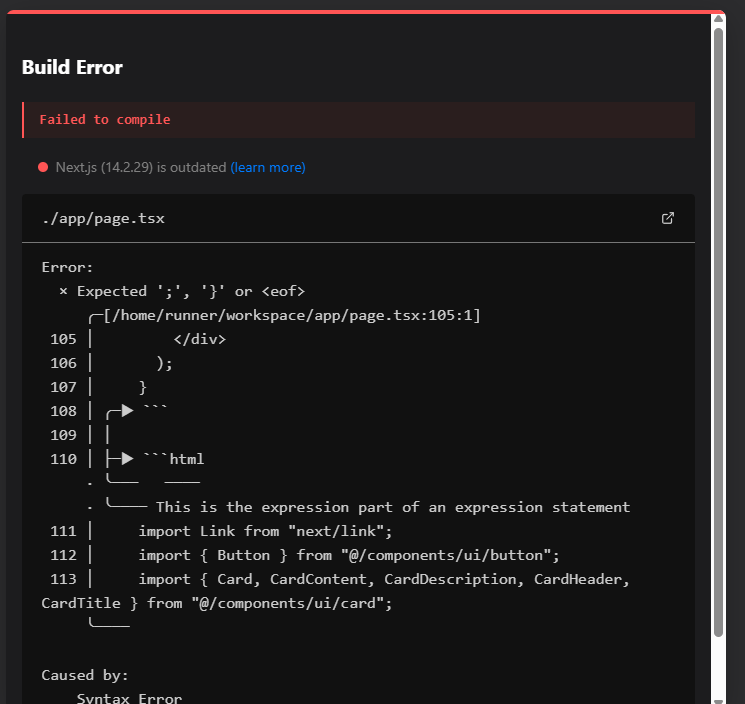 Build Error
Failed to compile
Next.js (14.2.29) is outdated (learn more)
./app/page.tsx
Error:
× Expected ';', '}' or <eof>
╭─[/home/runner/workspace/app/page.tsx:105:1]
105 │         </div>
106 │       );
107 │     }
108 │ ╭─▶ ```
109 │ │
110 │ ├─▶ ```html
· ╰───   ────
· ╰──── This is the expression part of an expression statement
111 │     import Link from "next/link";
112 │     import { Button } from "@/components/ui/button";
113 │     import { Card, CardContent, CardDescription, CardHeader,
CardTitle } from "@/components/ui/card";
╰────
Caused by:
Syntax Error